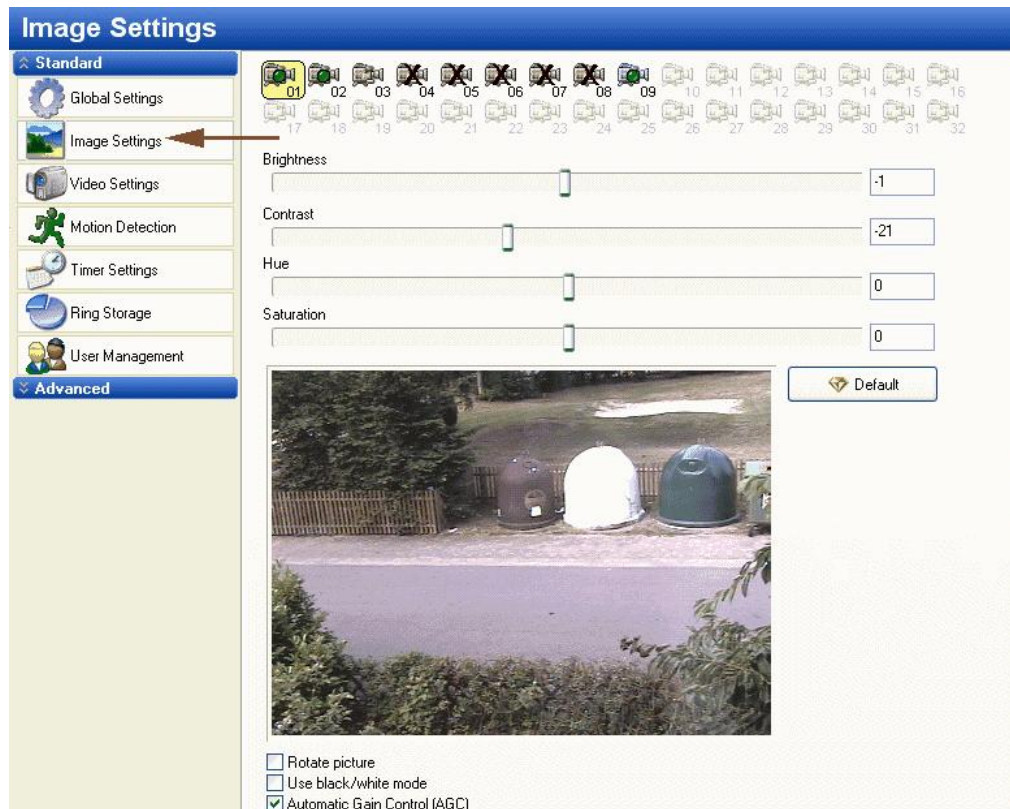 Image Settings
Standard
Global Settings
Image Settings
Video Settings
Motion Detection
Timer Settings
Ring Storage
User Management
Advanced
01 02 03 04 05 06 07 08 09 10 11 12 13 14 15 16
17 18 19 20 21 22 23 24 25 26 27 28 29 30 31 32
Brightness
-1
Contrast
-21
Hue
0
Saturation
0
Default
Rotate picture
Use black/white mode
Automatic Gain Control (AGC)